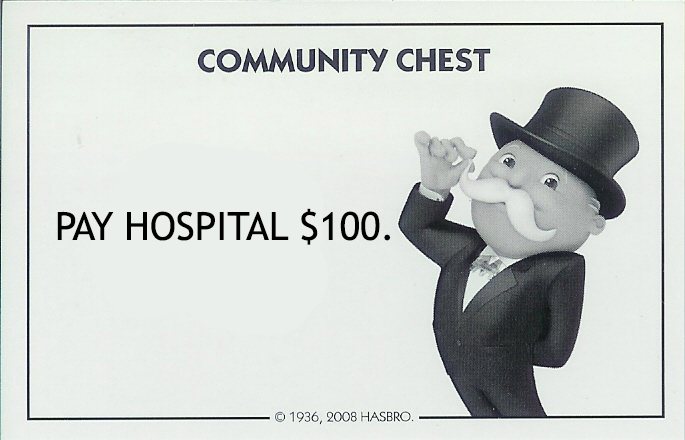 COMMUNITY CHEST
PAY HOSPITAL $100.
© 1936, 2008 HASBRO.